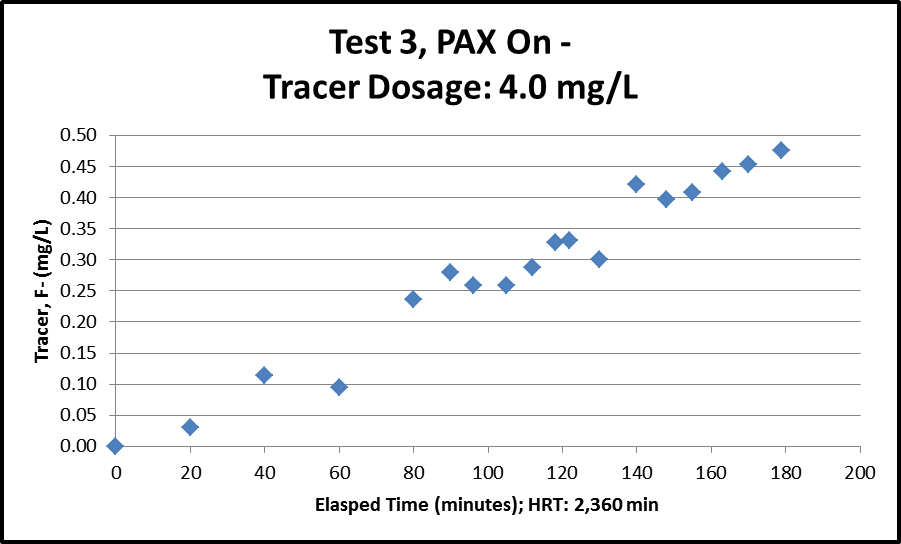 Test 3, PAX On -
Tracer Dosage: 4.0 mg/L
Tracer, F- (mg/L)
0.50
0.45
0.40
0.35
0.30
0.25
0.20
0.15
0.10
0.05
0.00
0 20 40 60 80 100 120 140 160 180 200
Elasped Time (minutes); HRT: 2,360 min